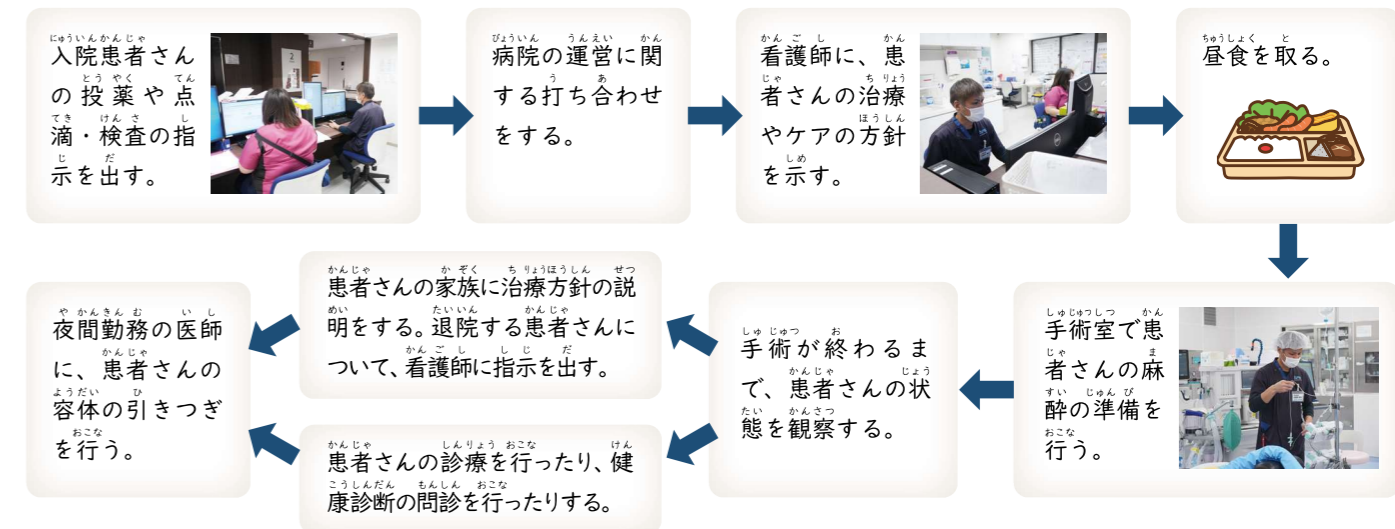 入院患者さん
の投薬や点
滴・検査の指
示を出す。
病院の運営に関
する打ち合わせ
をする。
看護師に、患
者さんの治療
やケアの方針
を示す。
昼食を取る。
手術室で患
者さんの麻
酔の準備を
行う。
手術が終わるま
で、患者さんの状
態を観察する。
患者さんの家族に治療方針の説
明をする。退院する患者さんに
ついて、看護師に指示を出す。
患者さんの診療を行ったり、健
康診断の問診を行ったりする。
夜間勤務の医師
に、患者さんの
容体の引きつぎ
を行う。